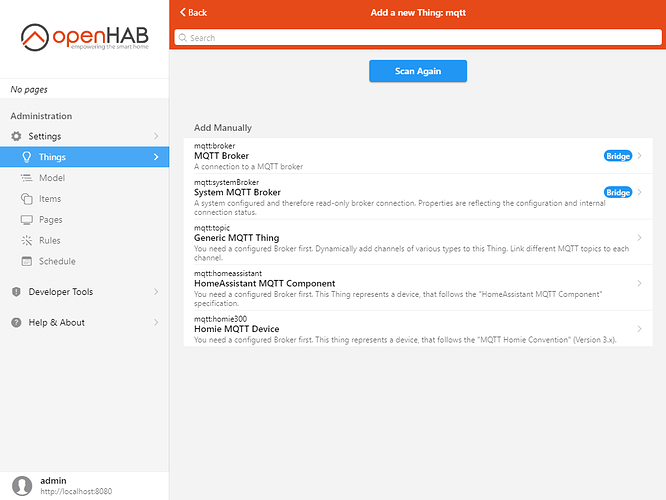 openHAB
empowering the smart home
No pages
Administration
Settings
Things
Model
Items
Pages
Rules
Schedule
Developer Tools
Help & About
admin
http://localhost:8080
Back
Add a new Thing: mqtt
Search
Scan Again
Add Manually
mqtt:broker
MQTT Broker
A connection to a MQTT broker
Bridge
mqtt:systemBroker
System MQTT Broker
A system configured and therefore read-only broker connection. Properties are reflecting the configuration and internal
connection status.
Bridge
mqtt:topic
Generic MQTT Thing
You need a configured Broker first. Dynamically add channels of various types to this Thing. Link different MQTT topics to each
channel.
mqtt:homeassistant
HomeAssistant MQTT Component
You need a configured Broker first. This Thing represents a device, that follows the "HomeAssistant MQTT Component"
specification.
mqtt:homie300
Homie MQTT Device
You need a configured Broker first. This thing represents a device, that follows the "MQTT Homie Convention" (Version 3.x).